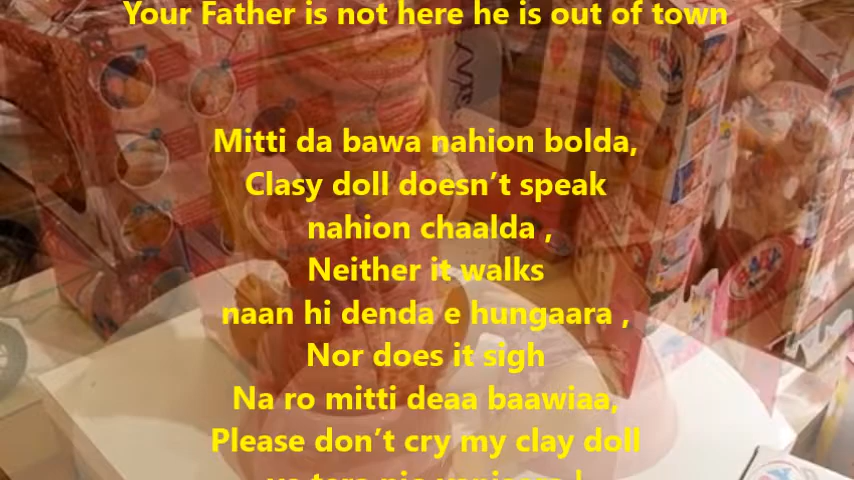 Your Father is not here he is out of town
Mitti da bawa nahion bolda,
Clasy doll doesn’t speak
nahion chaalda ,
Neither it walks
naan hi denda e hungaara ,
Nor does it sigh
Na ro mitti deaa baawiaa,
Please don’t cry my clay doll